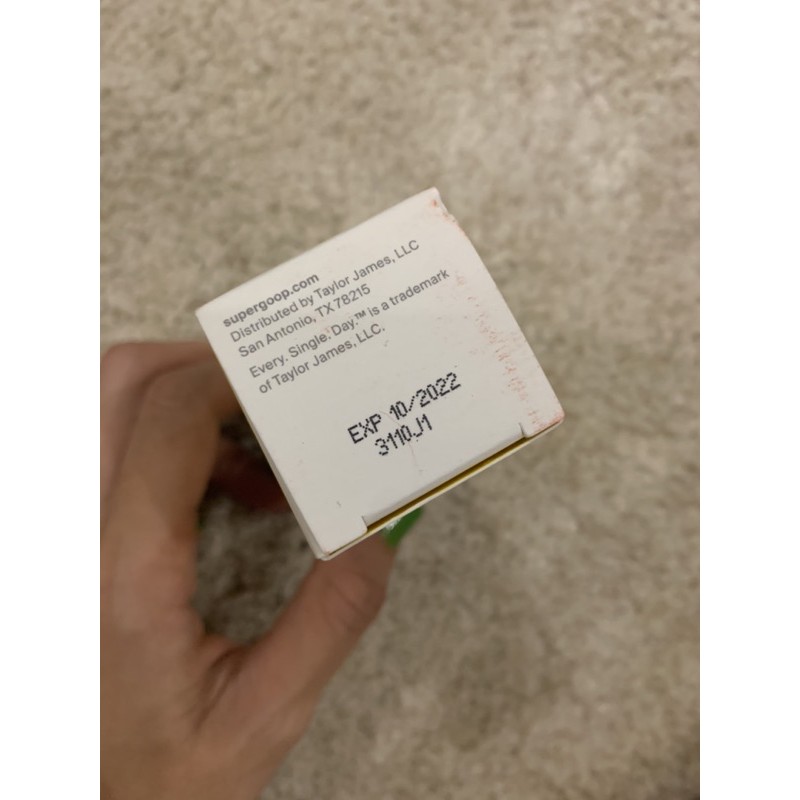 supergoop.com
Distributed by Taylor James, LLC
San Antonio, TX 78215
Every. Single. Day.™ is a trademark
of Taylor James, LLC.
EXP 10/2022
3110J1